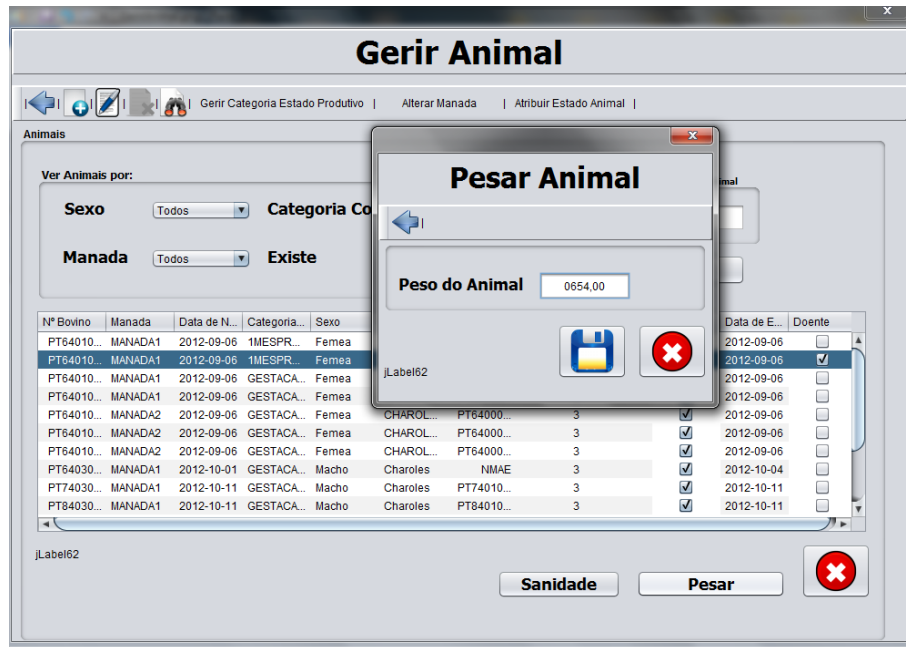 x
Gerir Animal
Gerir Categoria Estado Produtivo | Alterar Manada | Atribuir Estado Animal |
Animais
Ver Animais por:
Sexo Todos Categoria Co
Manada Todos Existe
imal
x
Pesar Animal
Peso do Animal 0654,00
jLabel62
Nº Bovino Manada Data de N... Categoria... Sexo Data de E... Doente
PT64010... MANADA1 2012-09-06 1MESPR... Femea 2012-09-06
PT64010... MANADA1 2012-09-06 1MESPR... Femea 2012-09-06
PT64010... MANADA1 2012-09-06 GESTACA... Femea 2012-09-06
PT64010... MANADA1 2012-09-06 GESTACA... Femea 2012-09-06
PT64010... MANADA2 2012-09-06 GESTACA... Femea CHAROL... PT64000... 3 2012-09-06
PT64010... MANADA2 2012-09-06 GESTACA... Femea CHAROL... PT64000... 3 2012-09-06
PT64010... MANADA2 2012-09-06 GESTACA... Femea CHAROL... PT64000... 3 2012-09-06
PT64030... MANADA1 2012-10-01 GESTACA... Macho Charoles NMAE 3 2012-10-04
PT74030... MANADA1 2012-10-11 GESTACA... Macho Charoles PT74010... 3 2012-10-11
PT84030... MANADA1 2012-10-11 GESTACA... Macho Charoles PT84010... 3 2012-10-11
jLabel62
Sanidade Pesar